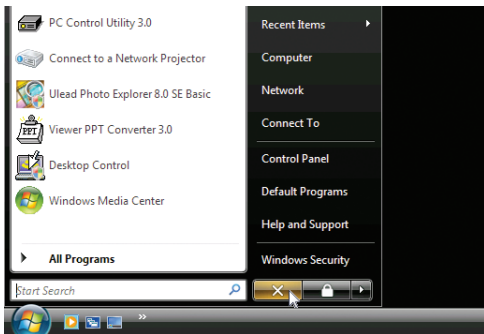 PC Control Utility 3.0
Connect to a Network Projector
Ulead Photo Explorer 8.0 SE Basic
PPT
Viewer PPT Converter 3.0
Desktop Control
Windows Media Center
All Programs
Start Search
Recent Items
Computer
Network
Connect To
Control Panel
Default Programs
Help and Support
Windows Security
»